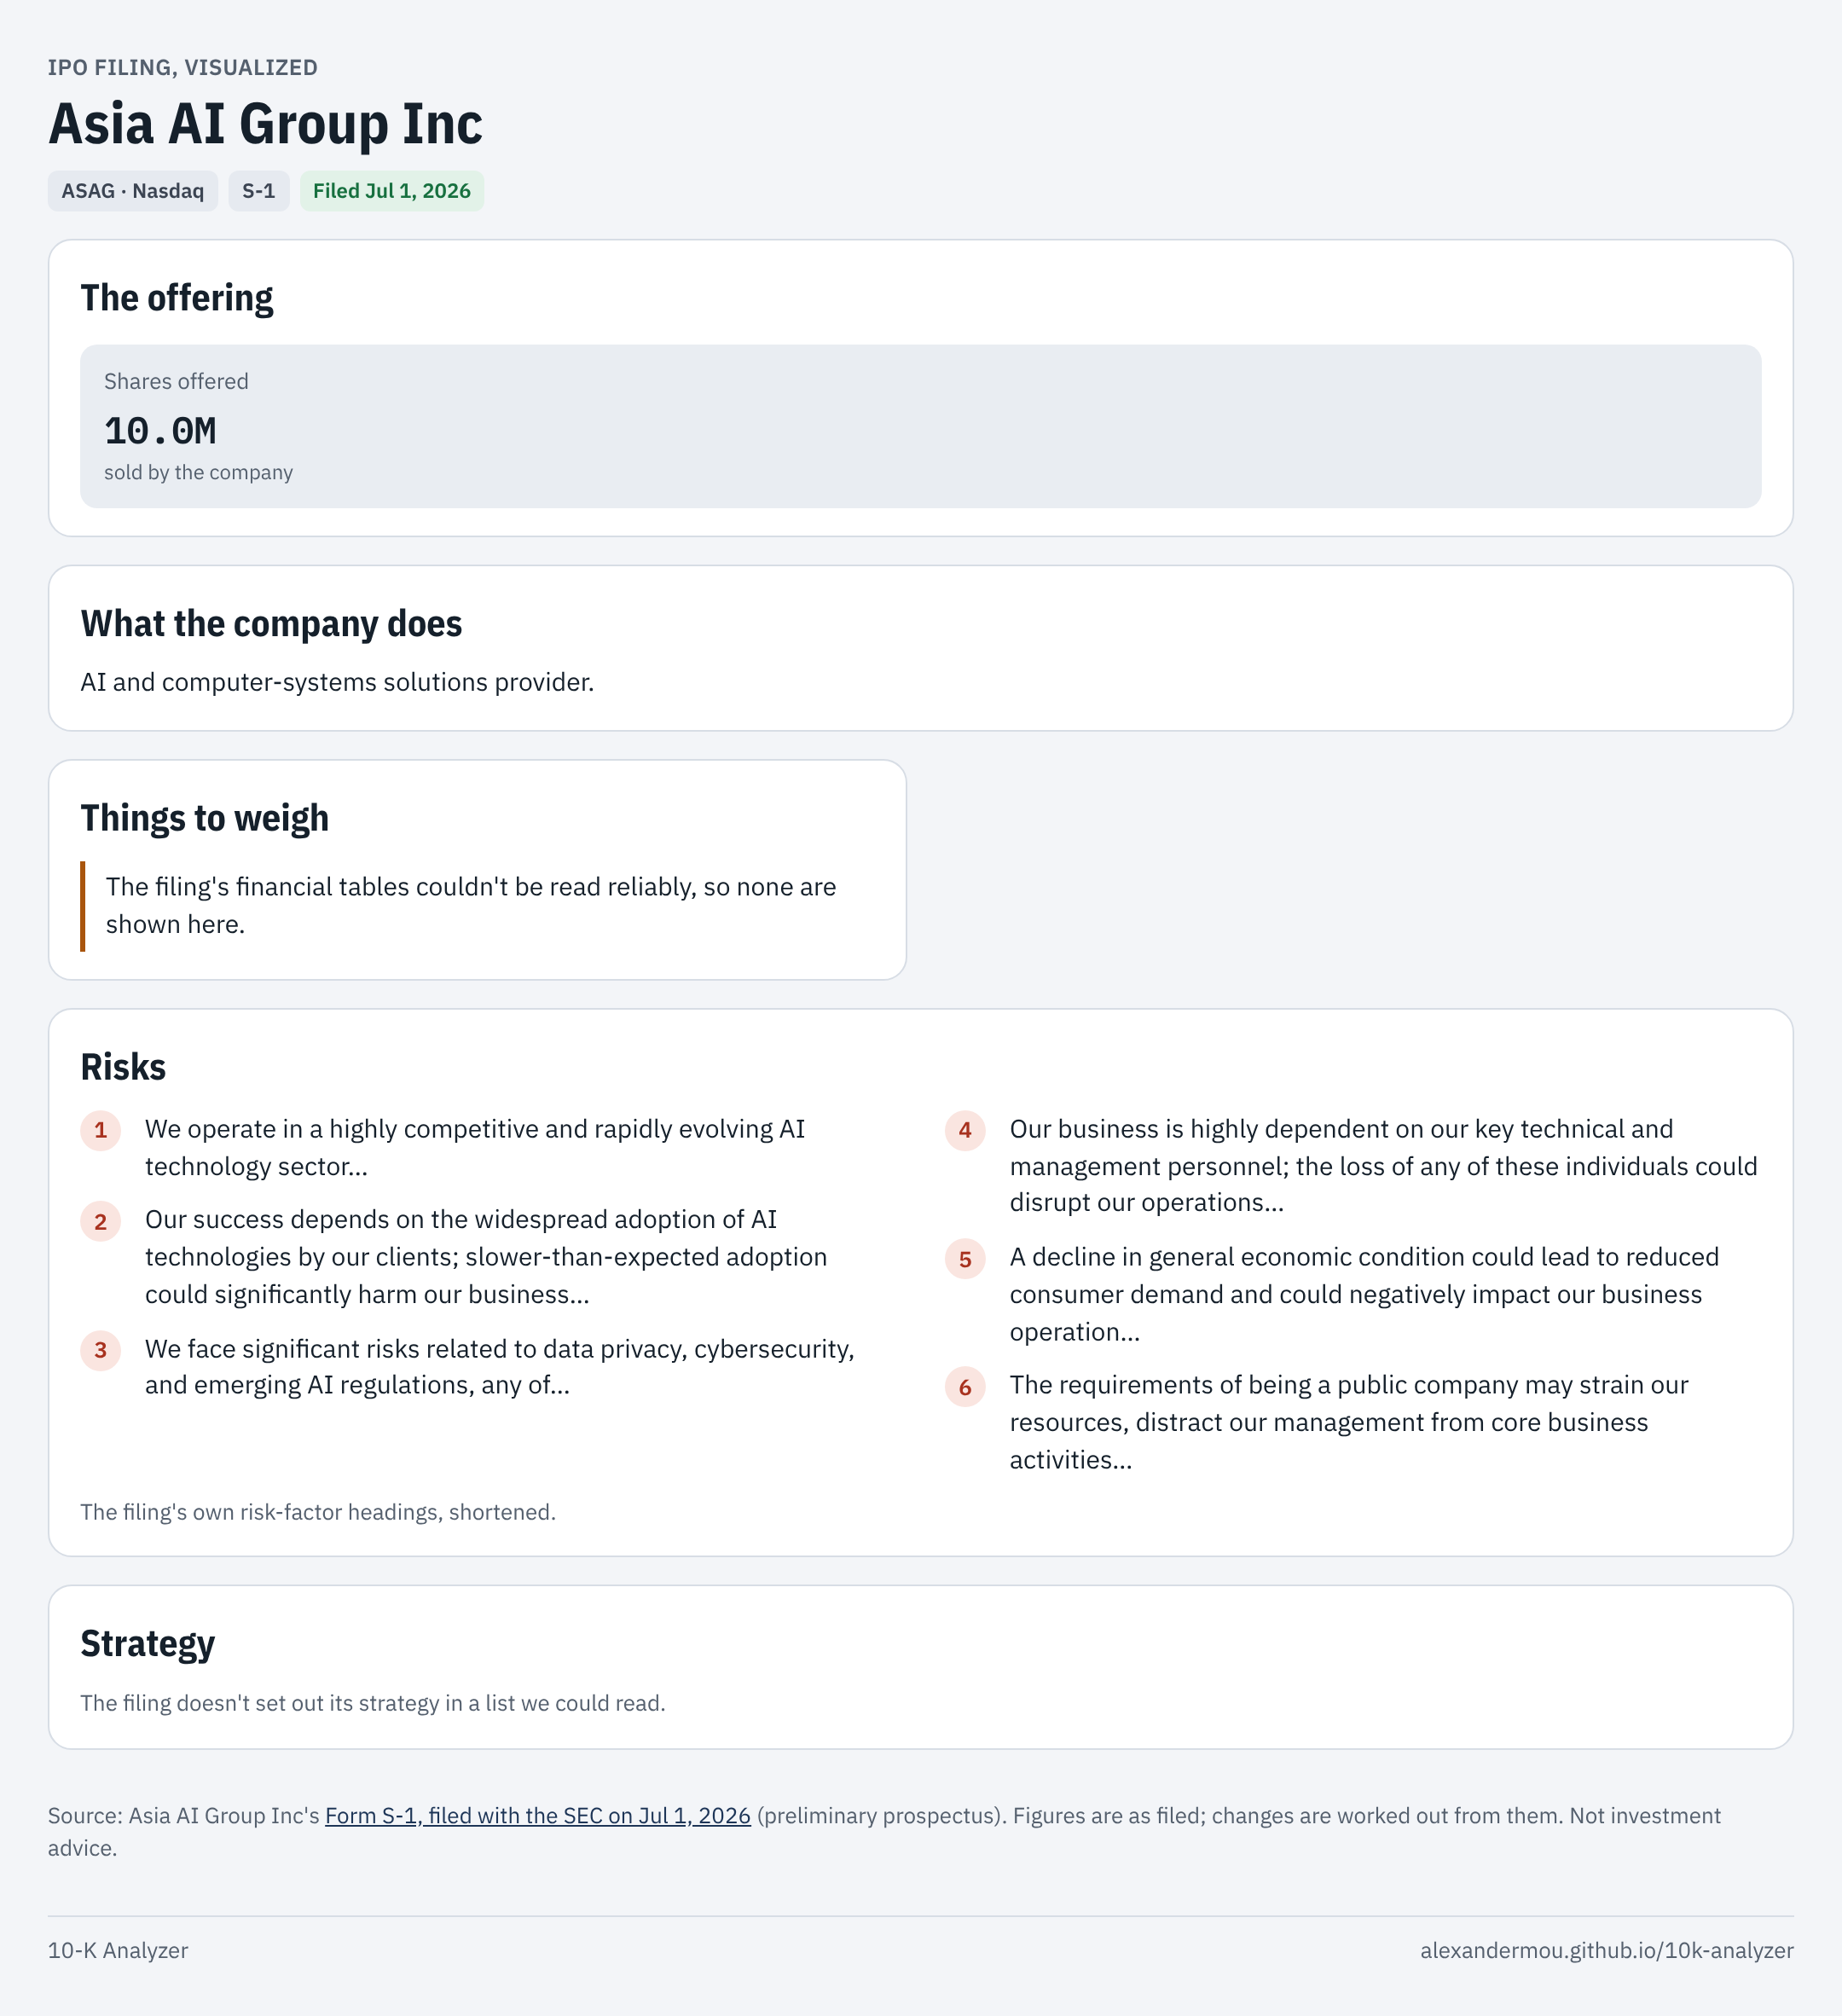 IPO FILING, VISUALIZED
Asia AI Group Inc
ASAG · Nasdaq S-1 Filed Jul 1, 2026
The offering
Shares offered
10.0M
sold by the company
What the company does
AI and computer-systems solutions provider.
Things to weigh
The filing's financial tables couldn't be read reliably, so none are
shown here.
Risks
1 We operate in a highly competitive and rapidly evolving AI
technology sector...
2 Our success depends on the widespread adoption of AI
technologies by our clients; slower-than-expected adoption
could significantly harm our business...
3 We face significant risks related to data privacy, cybersecurity,
and emerging AI regulations, any of...
4 Our business is highly dependent on our key technical and
management personnel; the loss of any of these individuals could
disrupt our operations...
5 A decline in general economic condition could lead to reduced
consumer demand and could negatively impact our business
operation...
6 The requirements of being a public company may strain our
resources, distract our management from core business
activities...
The filing's own risk-factor headings, shortened.
Strategy
The filing doesn't set out its strategy in a list we could read.
Source: Asia AI Group Inc's Form S-1, filed with the SEC on Jul 1, 2026 (preliminary prospectus). Figures are as filed; changes are worked out from them. Not investment
advice.
10-K Analyzer
alexandermou.github.io/10k-analyzer